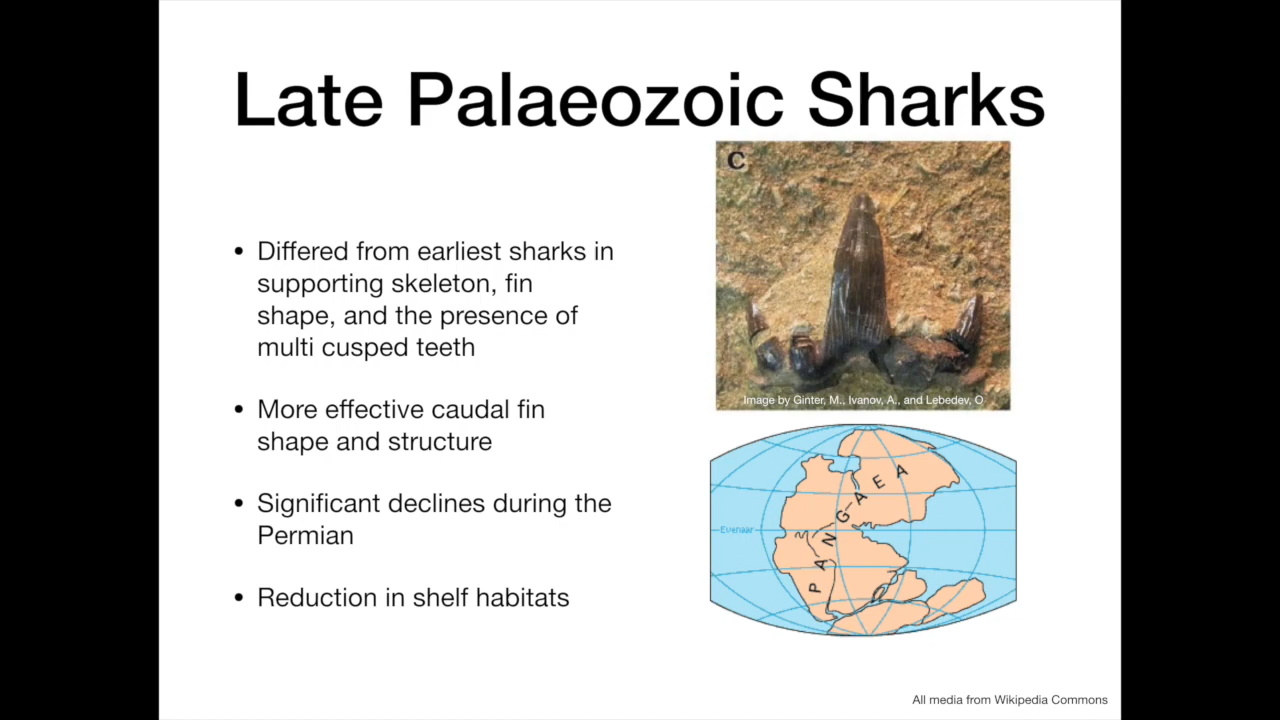 Late Palaeozoic Sharks
• Differed from earliest sharks in
supporting skeleton, fin
shape, and the presence of
multi cusped teeth
• More effective caudal fin
shape and structure
• Significant declines during the
Permian
• Reduction in shelf habitats
C
Image by Ginter, M., Ivanov, A., and Lebedev, O
PANGAEA
Evenaar
All media from Wikipedia Commons